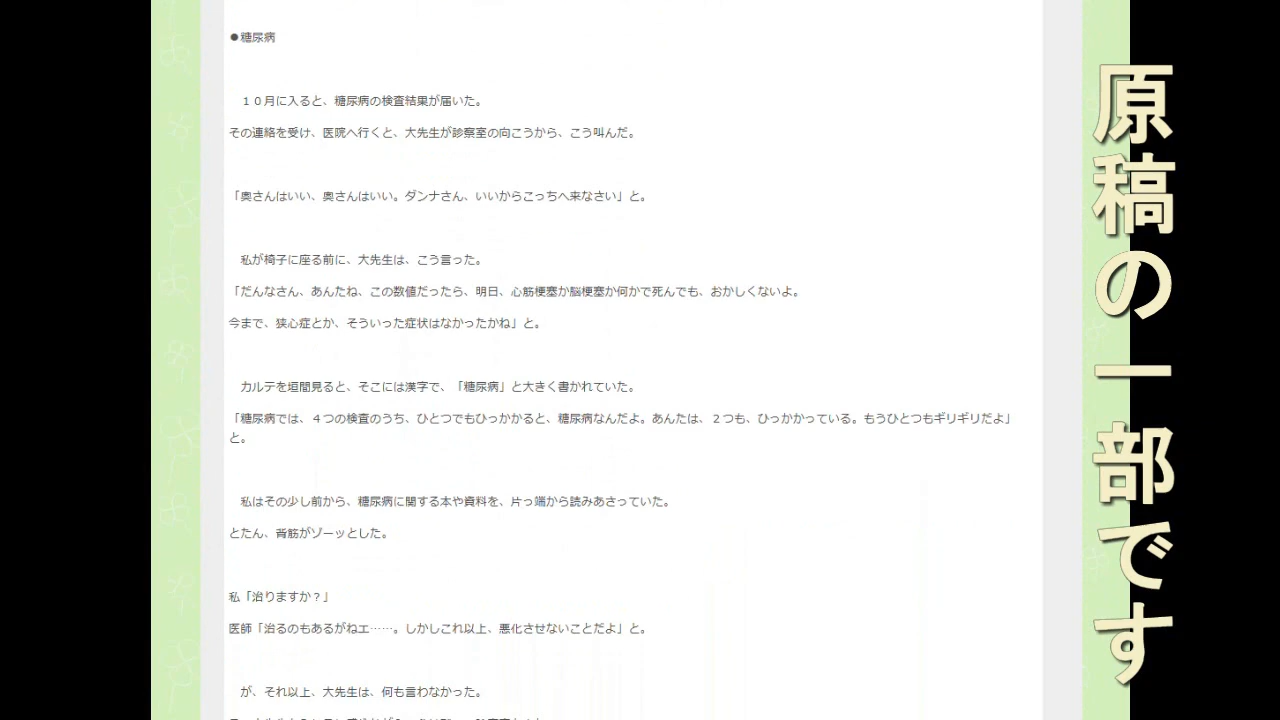 ●糖尿病
１０月に入ると、糖尿病の検査結果が届いた。
その連絡を受け、医院へ行くと、大先生が診察室の向こうから、こう叫んだ。
「奥さんはいい、奥さんはいい。ダンナさん、いいからこっちへ来なさい」と。
私が椅子に座る前に、大先生は、こう言った。
「だんなさん、あんたね、この数値だったら、明日、心筋梗塞か脳梗塞か何かで死んでも、おかしくないよ。
今まで、狭心症とか、そういった症状はなかったかね」と。
カルテを垣間見ると、そこには漢字で、「糖尿病」と大きく書かれていた。
「糖尿病では、４つの検査のうち、ひとつでもひっかかると、糖尿病なんだよ。あんたは、２つも、ひっかかっている。もうひとつもギリギリだよ」
と。
私はその少し前から、糖尿病に関する本や資料を、片っ端から読みあさっていた。
とたん、背筋がゾーッとした。
私「治りますか？」
医師「治るのもあるがねエ……。しかしこれ以上、悪化させないことだよ」と。
が、それ以上、大先生は、何も言わなかった。
原稿の一部です